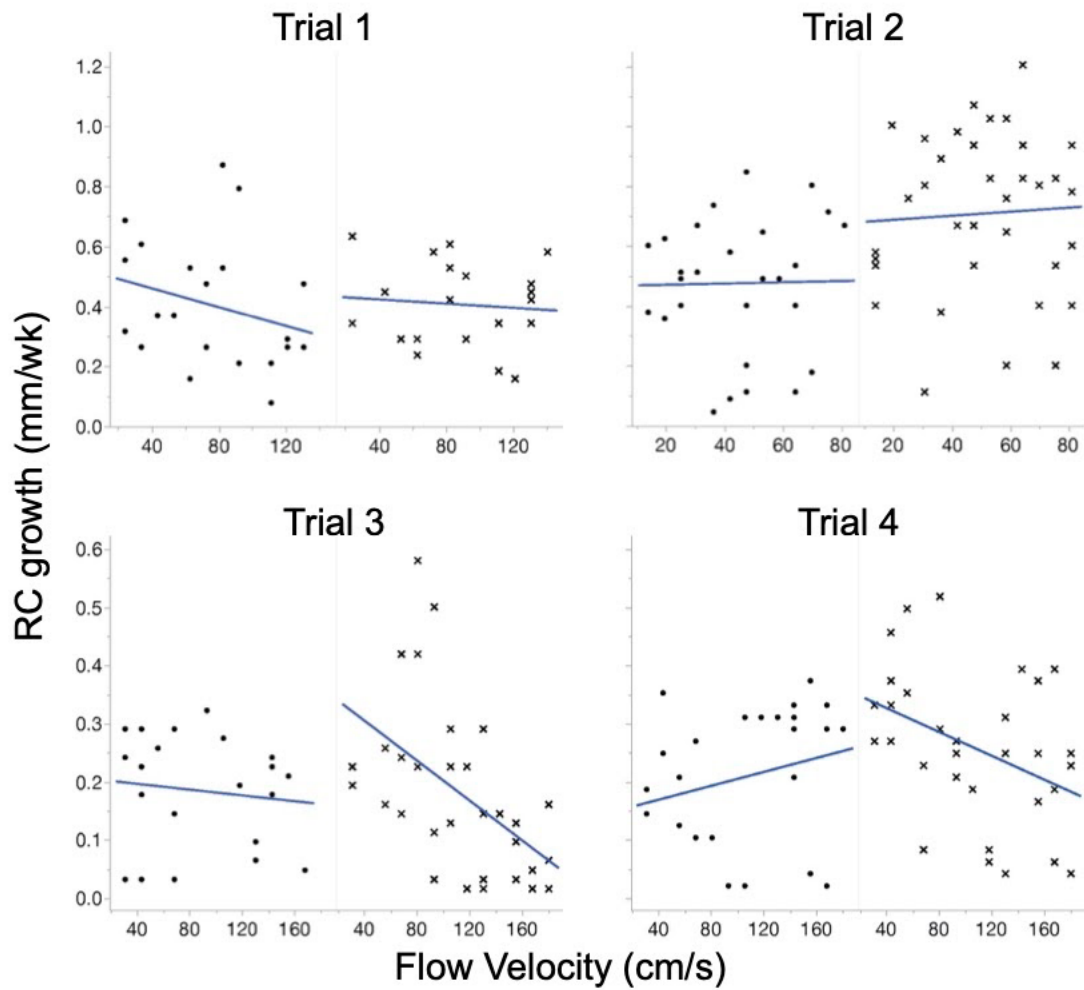 Trial 1
Trial 2
1.2
1.0
0.8
0.6
0.4
0.2
0.0
40 80 120 40 80 120
20 40 60 80 20 40 60 80
RC growth (mm/wk)
Trial 3
Trial 4
0.6
0.5
0.4
0.3
0.2
0.1
0.0
40 80 120 160 40 80 120 160
40 80 120 160 40 80 120 160
Flow Velocity (cm/s)